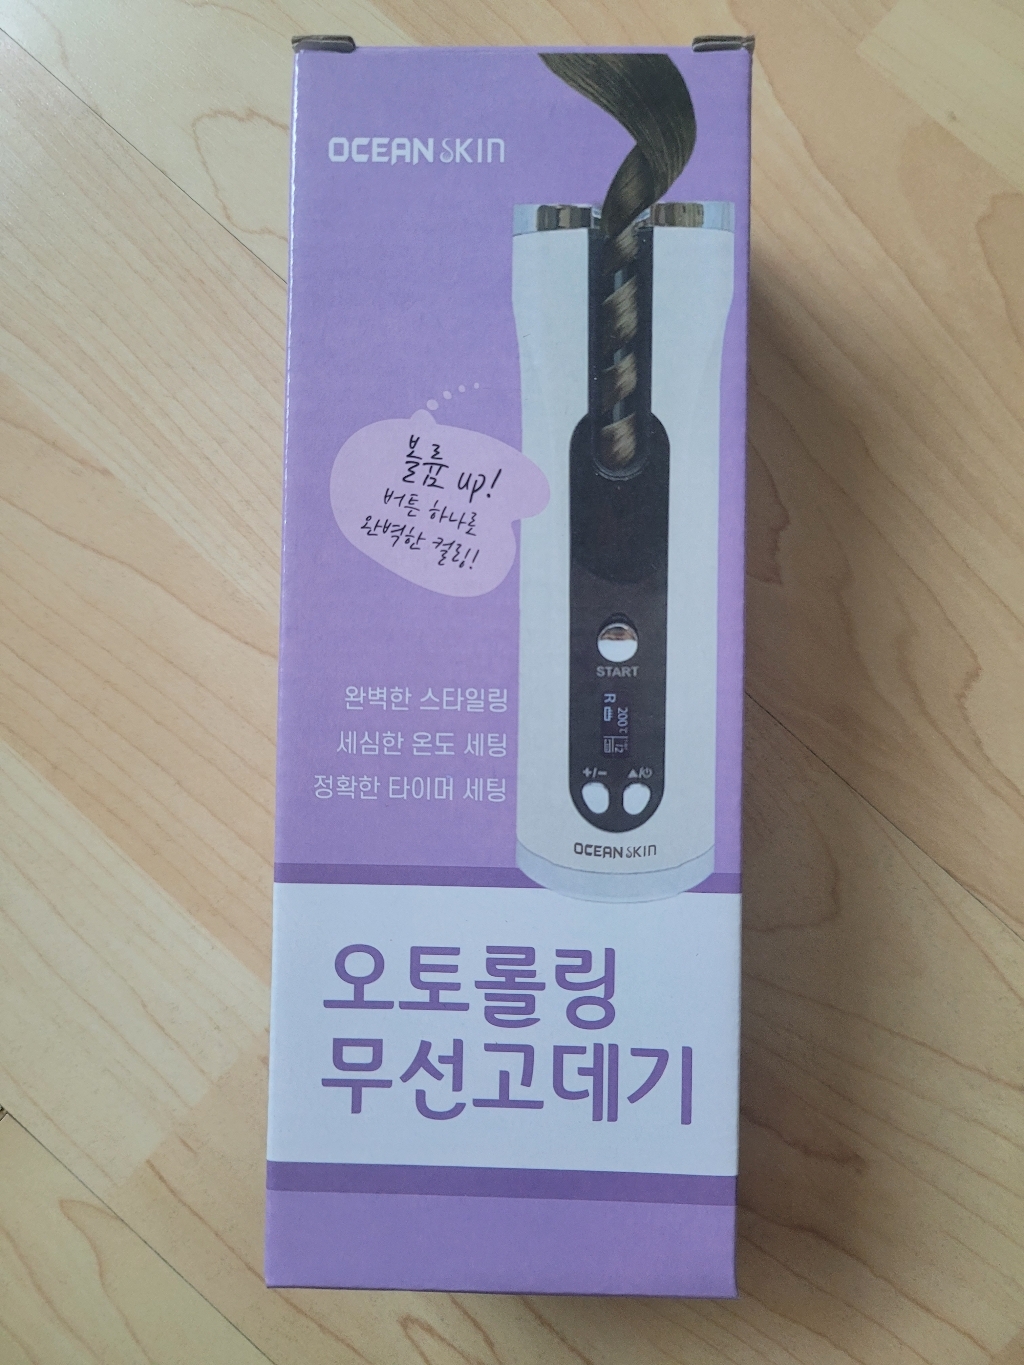 OCEAN SKIN
볼륨 up!
버튼 하나로
완벽한 컬링!
START
R
200℃
12
+/-
완벽한 스타일링
세심한 온도 세팅
정확한 타이머 세팅
OCEAN SKIN
오토롤링
무선고데기